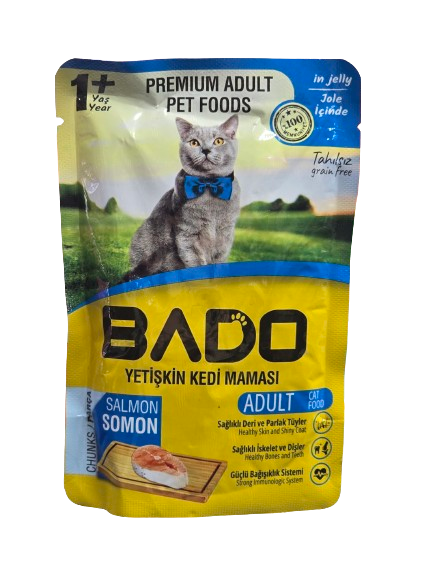 1+
Yaş
Year
PREMIUM ADULT
PET FOODS
in jelly
Jole
İçinde
%100
Tahılsız
grain free
BADO
YETİŞKİN KEDİ MAMASI
ADULT
CAT
FOOD
SALMON
SOMON
CHUNKS
Sağlıklı Deri ve Parlak Tüyler
Healthy Skin and Shiny Coat
Sağlıklı İskelet ve Dişler
Healthy Bones and Teeth
Güçlü Bağışıklık Sistemi
Strong Immunologic System